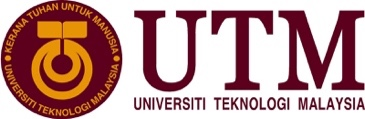 • KERANA TUHAN UNTUK MANUSIA •
UNIVERSITI TEKNOLOGI MALAYSIA
UTM
UNIVERSITI TEKNOLOGI MALAYSIA